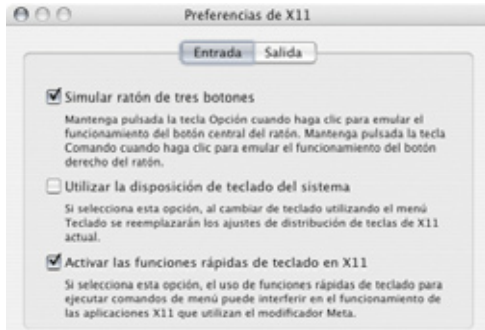 Preferencias de X11
Entrada Salida
Simular ratón de tres botones
Mantenga pulsada la tecla Opción cuando haga clic para emular el
funcionamiento del botón central del ratón. Mantenga pulsada la tecla
Comando cuando haga clic para emular el funcionamiento del botón
derecho del ratón.
Utilizar la disposición de teclado del sistema
Si selecciona esta opción, al cambiar de teclado utilizando el menú
Teclado se reemplazarán los ajustes de distribución de teclas de X11
actual.
Activar las funciones rápidas de teclado en X11
Si selecciona esta opción, el uso de funciones rápidas de teclado para
ejecutar comandos de menú puede interferir en el funcionamiento de
las aplicaciones X11 que utilizan el modificador Meta.